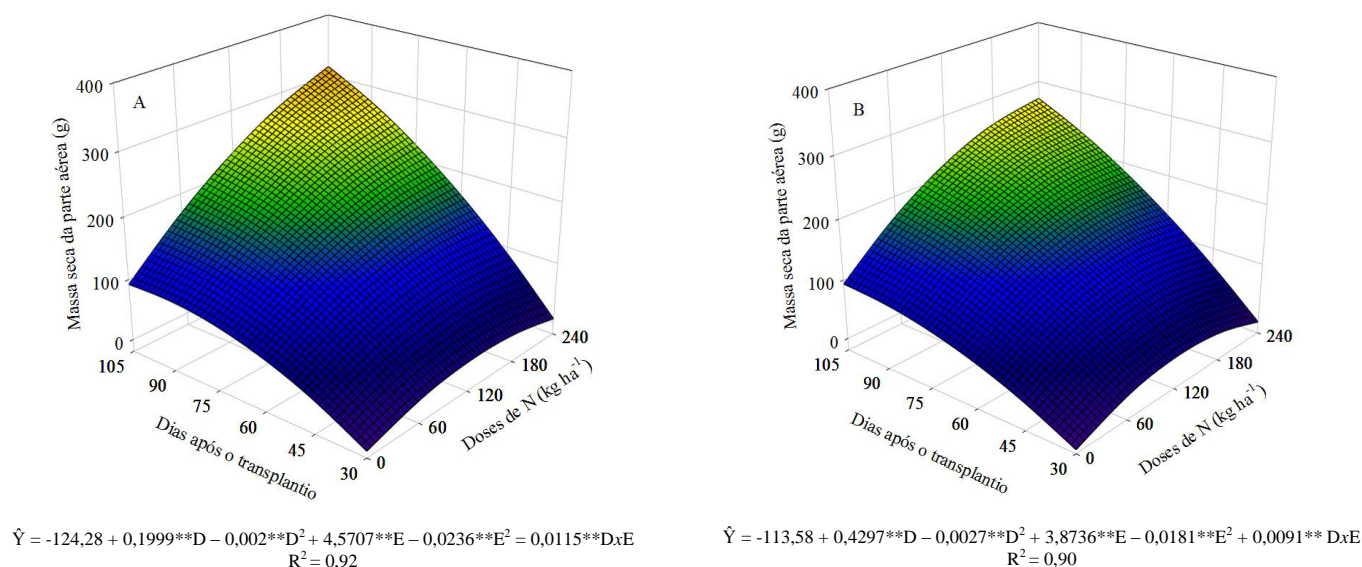 A
Massa seca da parte aérea (g)
400
300
200
100
0
105
90
75
60
45
30
Dias após o transplantio
0
60
120
180
240
Doses de N (kg ha⁻¹)
Ŷ = -124,28 + 0,1999**D – 0,002**D² + 4,5707**E – 0,0236**E² = 0,0115**DxE
R² = 0,92
B
Massa seca da parte aérea (g)
400
300
200
100
0
105
90
75
60
45
30
Dias após o transplantio
0
60
120
180
240
Doses de N (kg ha⁻¹)
Ŷ = -113,58 + 0,4297**D – 0,0027**D² + 3,8736**E – 0,0181**E² + 0,0091** DxE
R² = 0,90